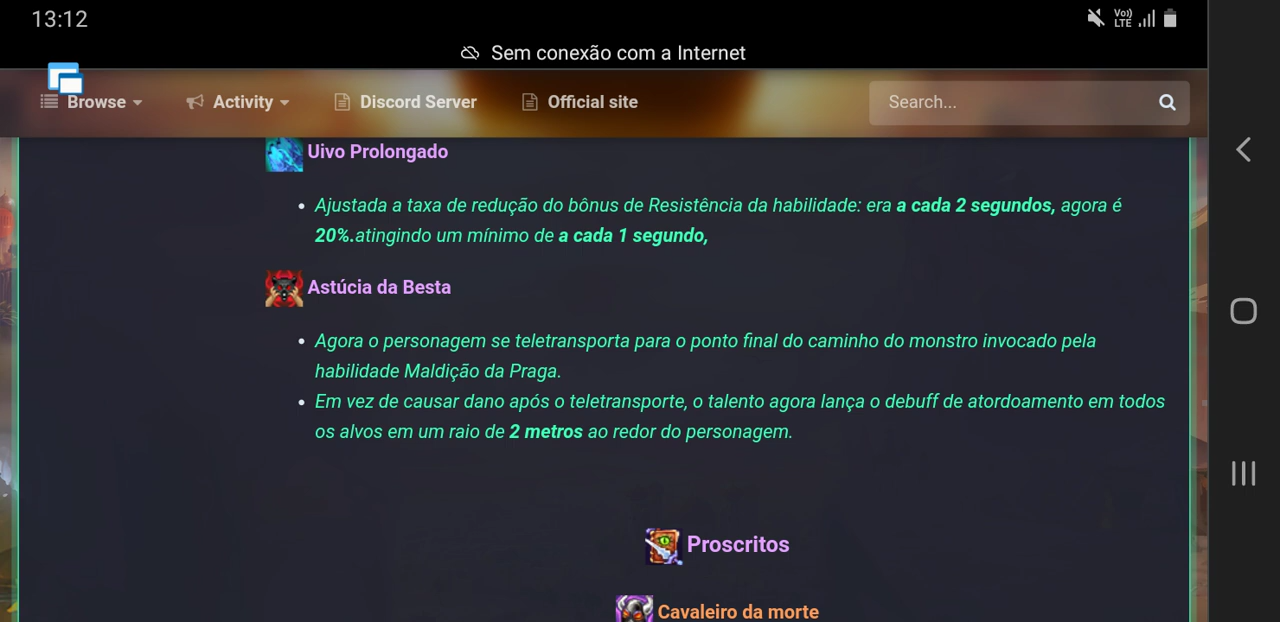 13:12
Vo))
LTE
Sem conexão com a Internet
Browse
Activity
Discord Server
Official site
Search...
Uivo Prolongado
Ajustada a taxa de redução do bônus de Resistência da habilidade: era a cada 2 segundos, agora é
20%.atingindo um mínimo de a cada 1 segundo,
Astúcia da Besta
Agora o personagem se teletransporta para o ponto final do caminho do monstro invocado pela
habilidade Maldição da Praga.
Em vez de causar dano após o teletransporte, o talento agora lança o debuff de atordoamento em todos
os alvos em um raio de 2 metros ao redor do personagem.
Proscritos
Cavaleiro da morte